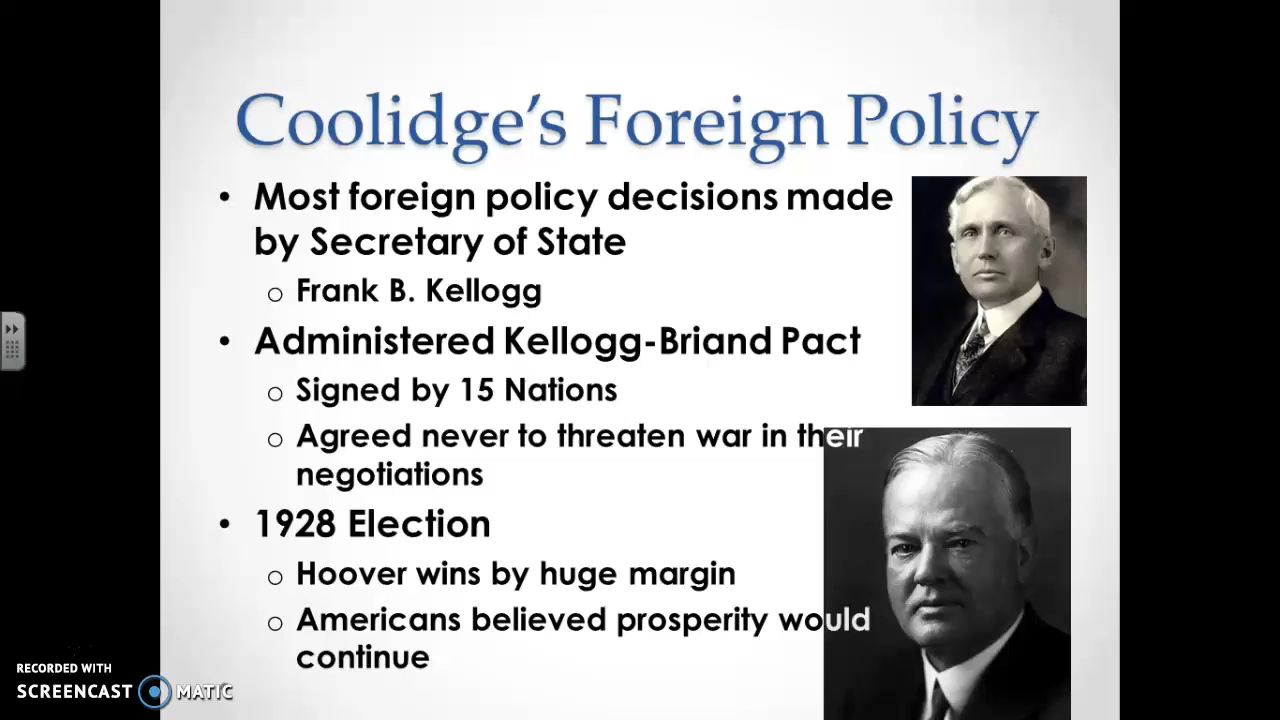 Coolidge's Foreign Policy
• Most foreign policy decisions made
by Secretary of State
o Frank B. Kellogg
• Administered Kellogg-Briand Pact
o Signed by 15 Nations
o Agreed never to threaten war in their
negotiations
• 1928 Election
o Hoover wins by huge margin
o Americans believed prosperity would
continue
RECORDED WITH
SCREENCAST MATIC